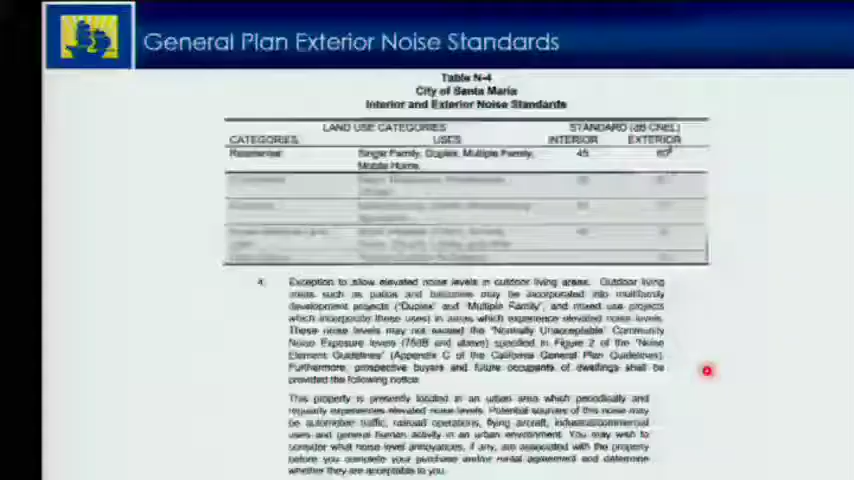 General Plan Exterior Noise Standards
Table N-4
City of Santa Maria
Interior and Exterior Noise Standards
LAND USE CATEGORIES STANDARD (dB CNEL)
CATEGORIES USES INTERIOR EXTERIOR
Residential Single Family, Duplex, Multiple Family, 45 60
Mobile Home
4. Exception to allow elevated noise levels in outdoor living areas. Outdoor living
areas such as patios and balconies may be incorporated into multifamily
development projects ("Duplex" and "Multiple Family", and mixed use projects
which incorporate these uses) in areas which experience elevated noise levels.
These noise levels may not exceed the "Normally Unacceptable" Community
Noise Exposure levels (75dB and above) specified in Figure 2 of the "Noise
Element Guidelines" (Appendix C of the California General Plan Guidelines).
Furthermore, prospective buyers and future occupants of dwellings shall be
provided the following notice:
This property is presently located in an urban area which periodically and
regularly experiences elevated noise levels. Potential sources of this noise may
be automotive traffic, railroad operations, flying aircraft, industrial/commercial
uses and general human activity in an urban environment. You may wish to
consider what noise level annoyances, if any, are associated with the property
before you complete your purchase and/or rental agreement and determine
whether they are acceptable to you.